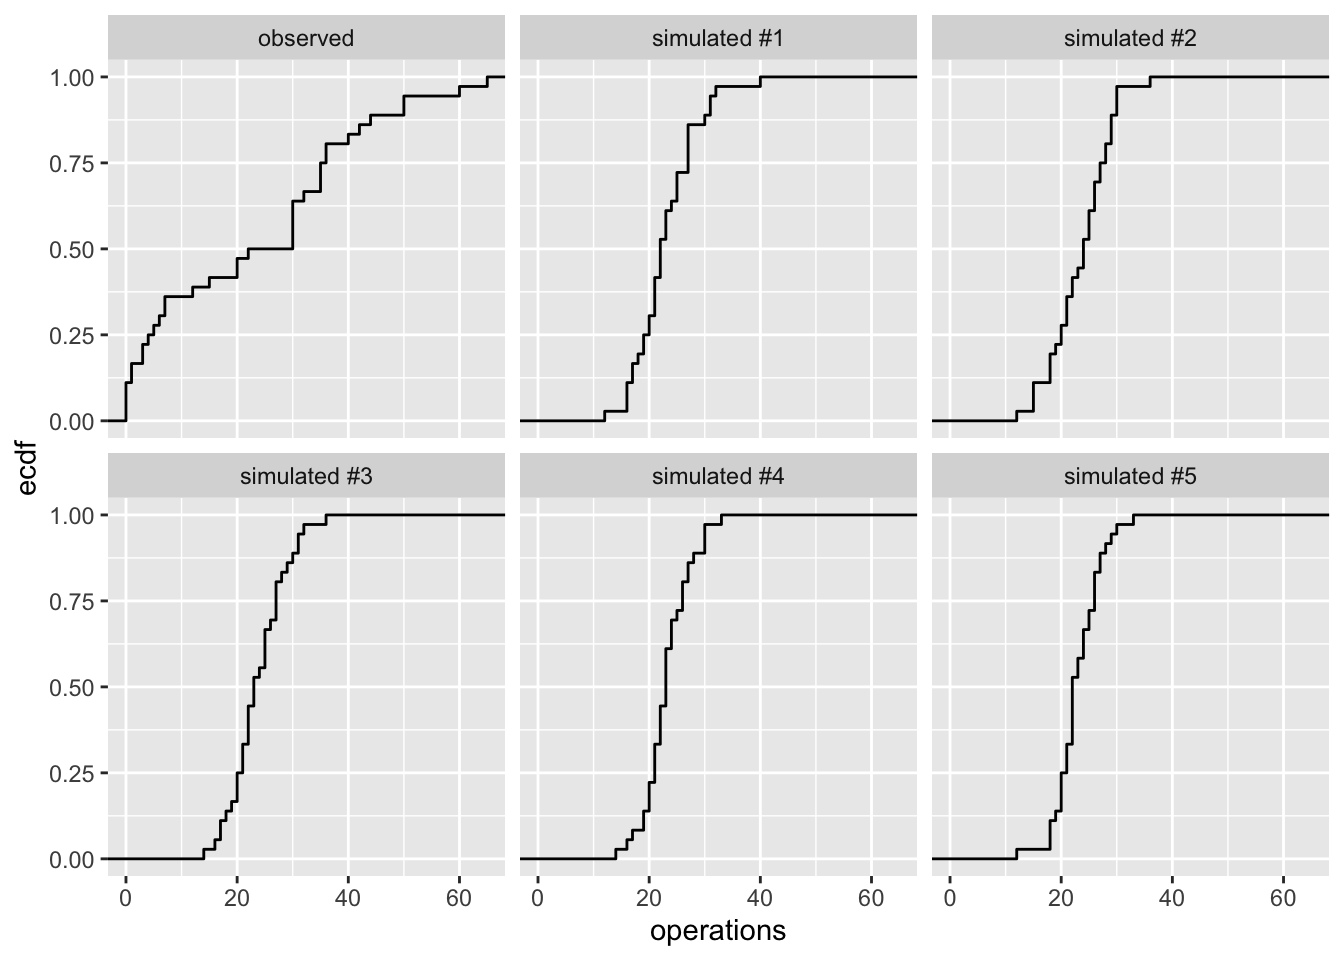 observed
simulated #1
simulated #2
1.00
0.75
0.50
0.25
0.00
ecdf
simulated #3
simulated #4
simulated #5
1.00
0.75
0.50
0.25
0.00
0 20 40 60
0 20 40 60
0 20 40 60
operations